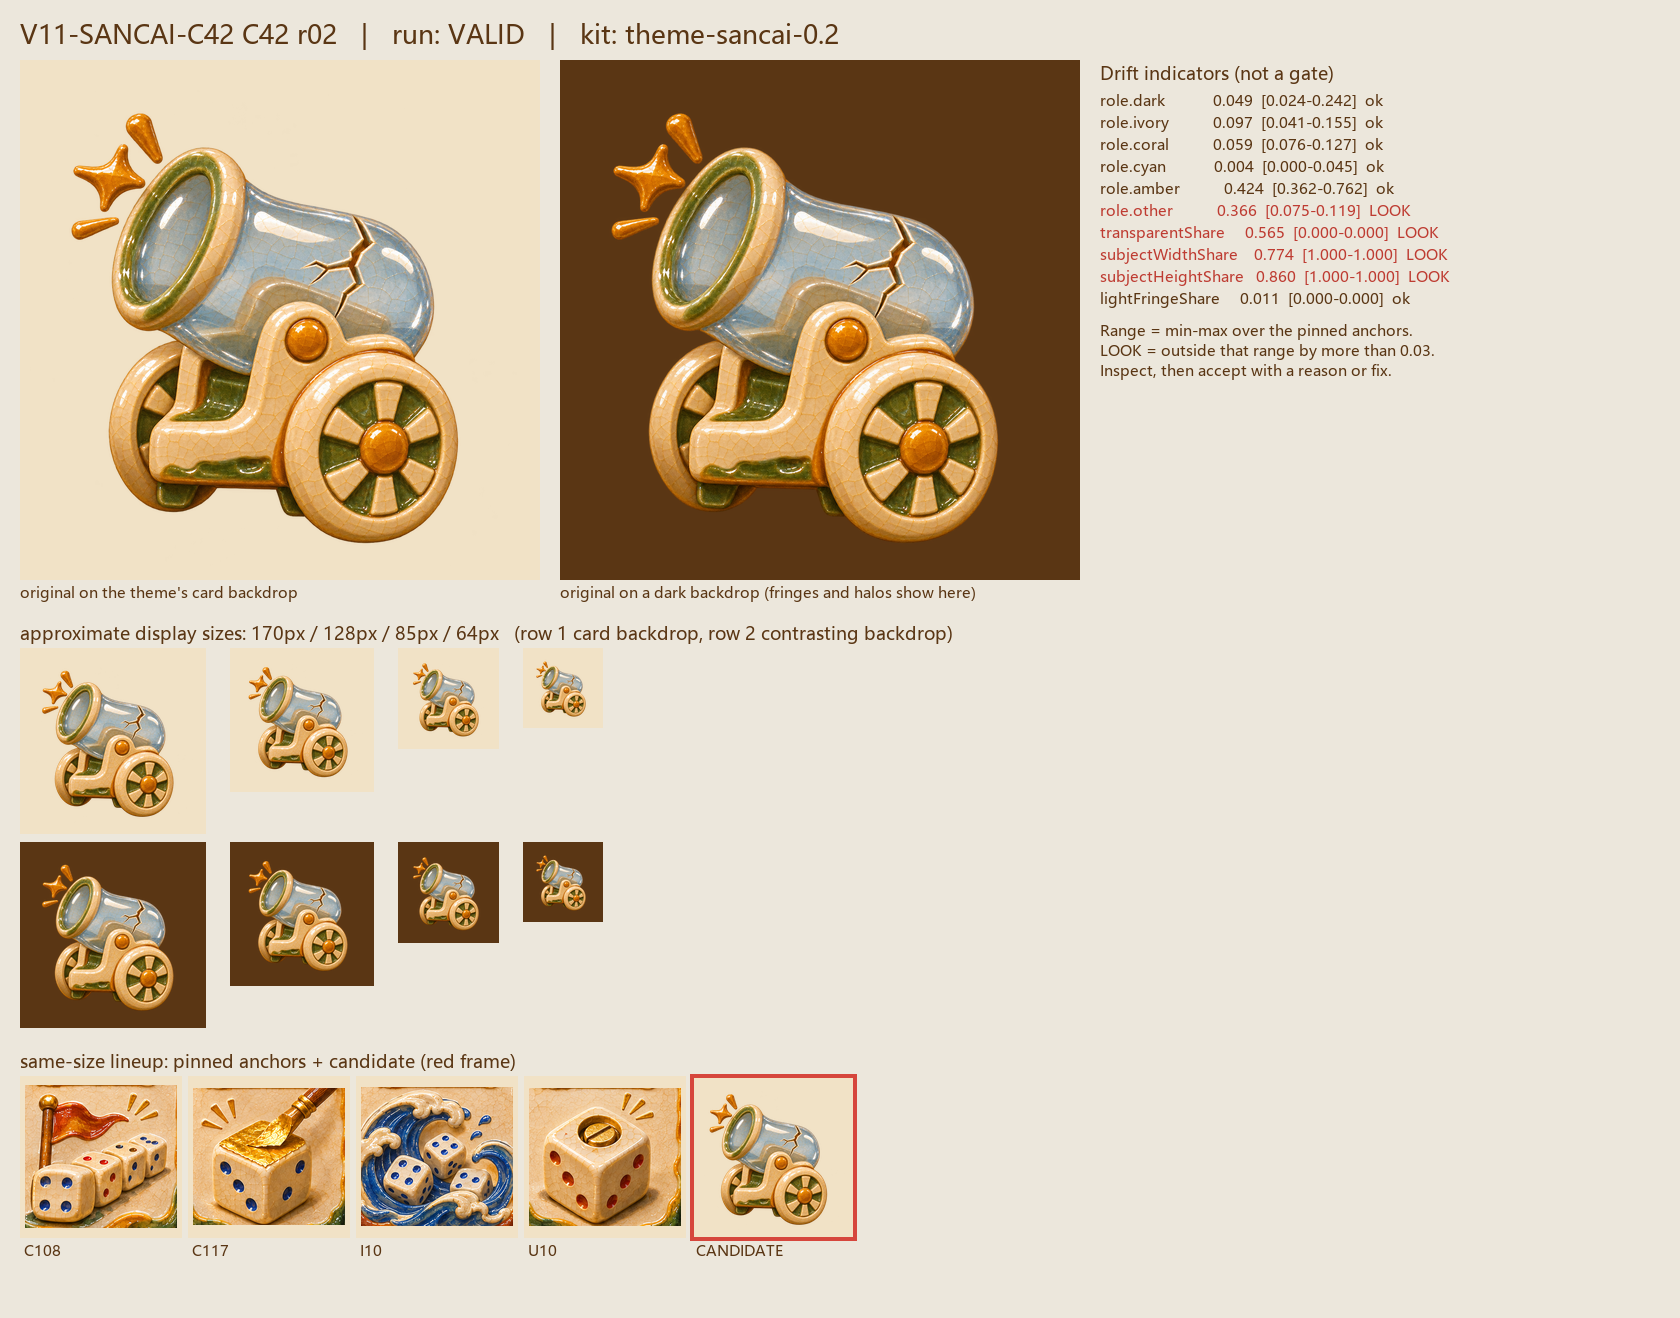 V11-SANCAI-C42 C42 r02 | run: VALID | kit: theme-sancai-0.2
Drift indicators (not a gate)
role.dark 0.049 [0.024-0.242] ok
role.ivory 0.097 [0.041-0.155] ok
role.coral 0.059 [0.076-0.127] ok
role.cyan 0.004 [0.000-0.045] ok
role.amber 0.424 [0.362-0.762] ok
role.other 0.366 [0.075-0.119] LOOK
transparentShare 0.565 [0.000-0.000] LOOK
subjectWidthShare 0.774 [1.000-1.000] LOOK
subjectHeightShare 0.860 [1.000-1.000] LOOK
lightFringeShare 0.011 [0.000-0.000] ok
Range = min-max over the pinned anchors.
LOOK = outside that range by more than 0.03.
Inspect, then accept with a reason or fix.
original on the theme's card backdrop
original on a dark backdrop (fringes and halos show here)
approximate display sizes: 170px / 128px / 85px / 64px (row 1 card backdrop, row 2 contrasting backdrop)
same-size lineup: pinned anchors + candidate (red frame)
C108
C117
I10
U10
CANDIDATE